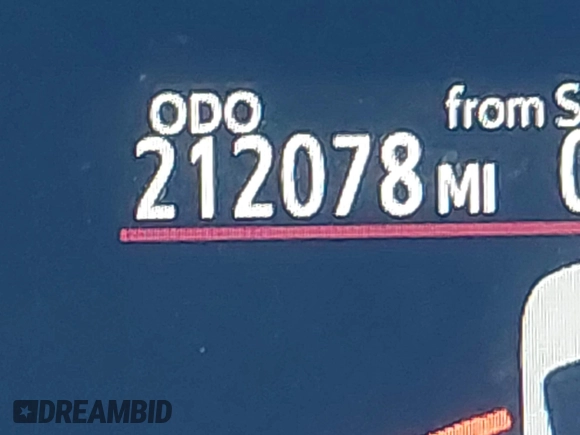 ODO from
212078 MI
DREAMBID